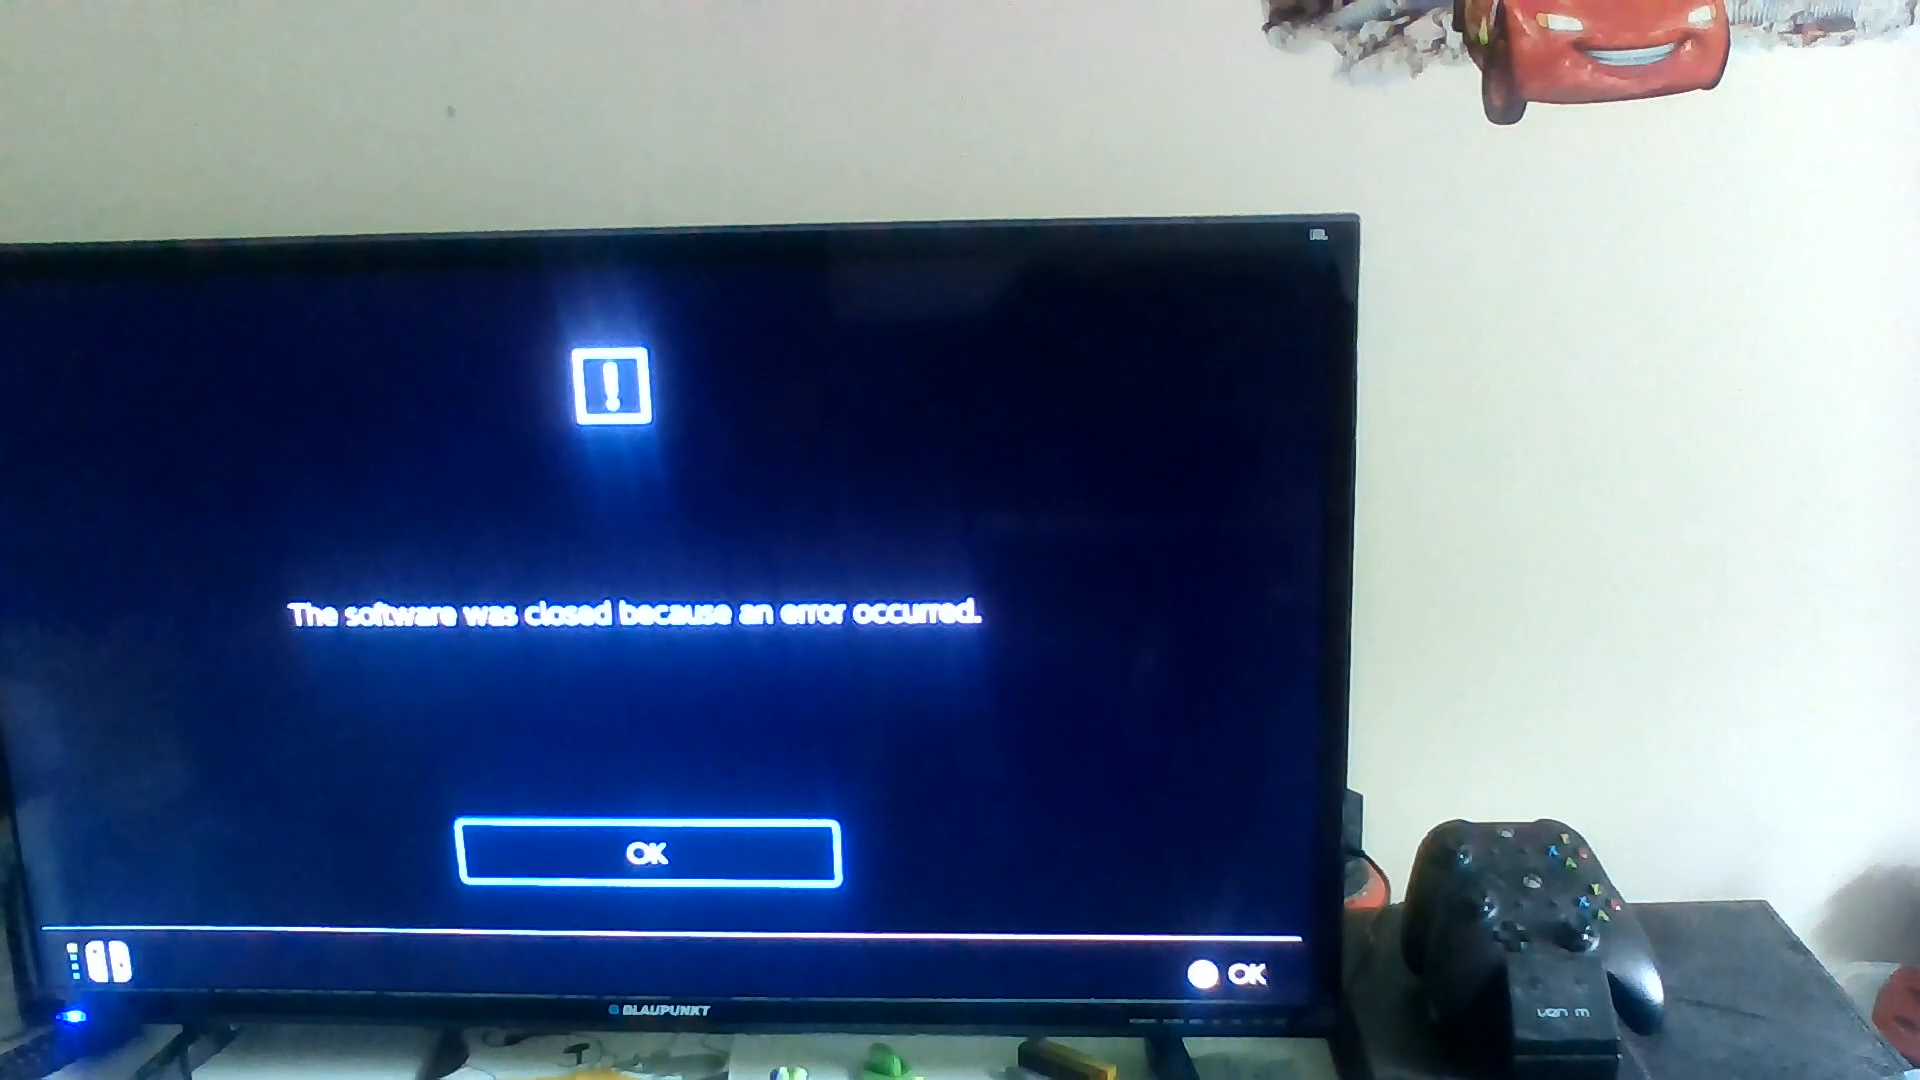 The software was closed because an error occurred.
OK
OK
BLAUPUNKT